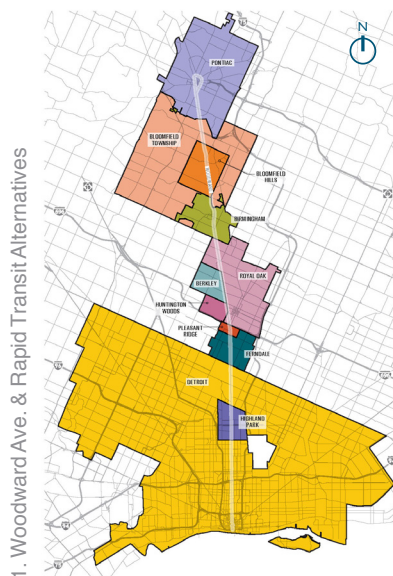 N
PONTIAC
BLOOMFIELD
TOWNSHIP
BLOOMFIELD
HILLS
BIRMINGHAM
ROYAL OAK
BERKLEY
HUNTINGTON
WOODS
PLEASANT
RIDGE
FERNDALE
DETROIT
HIGHLAND
PARK
1. Woodward Ave. & Rapid Transit Alternatives